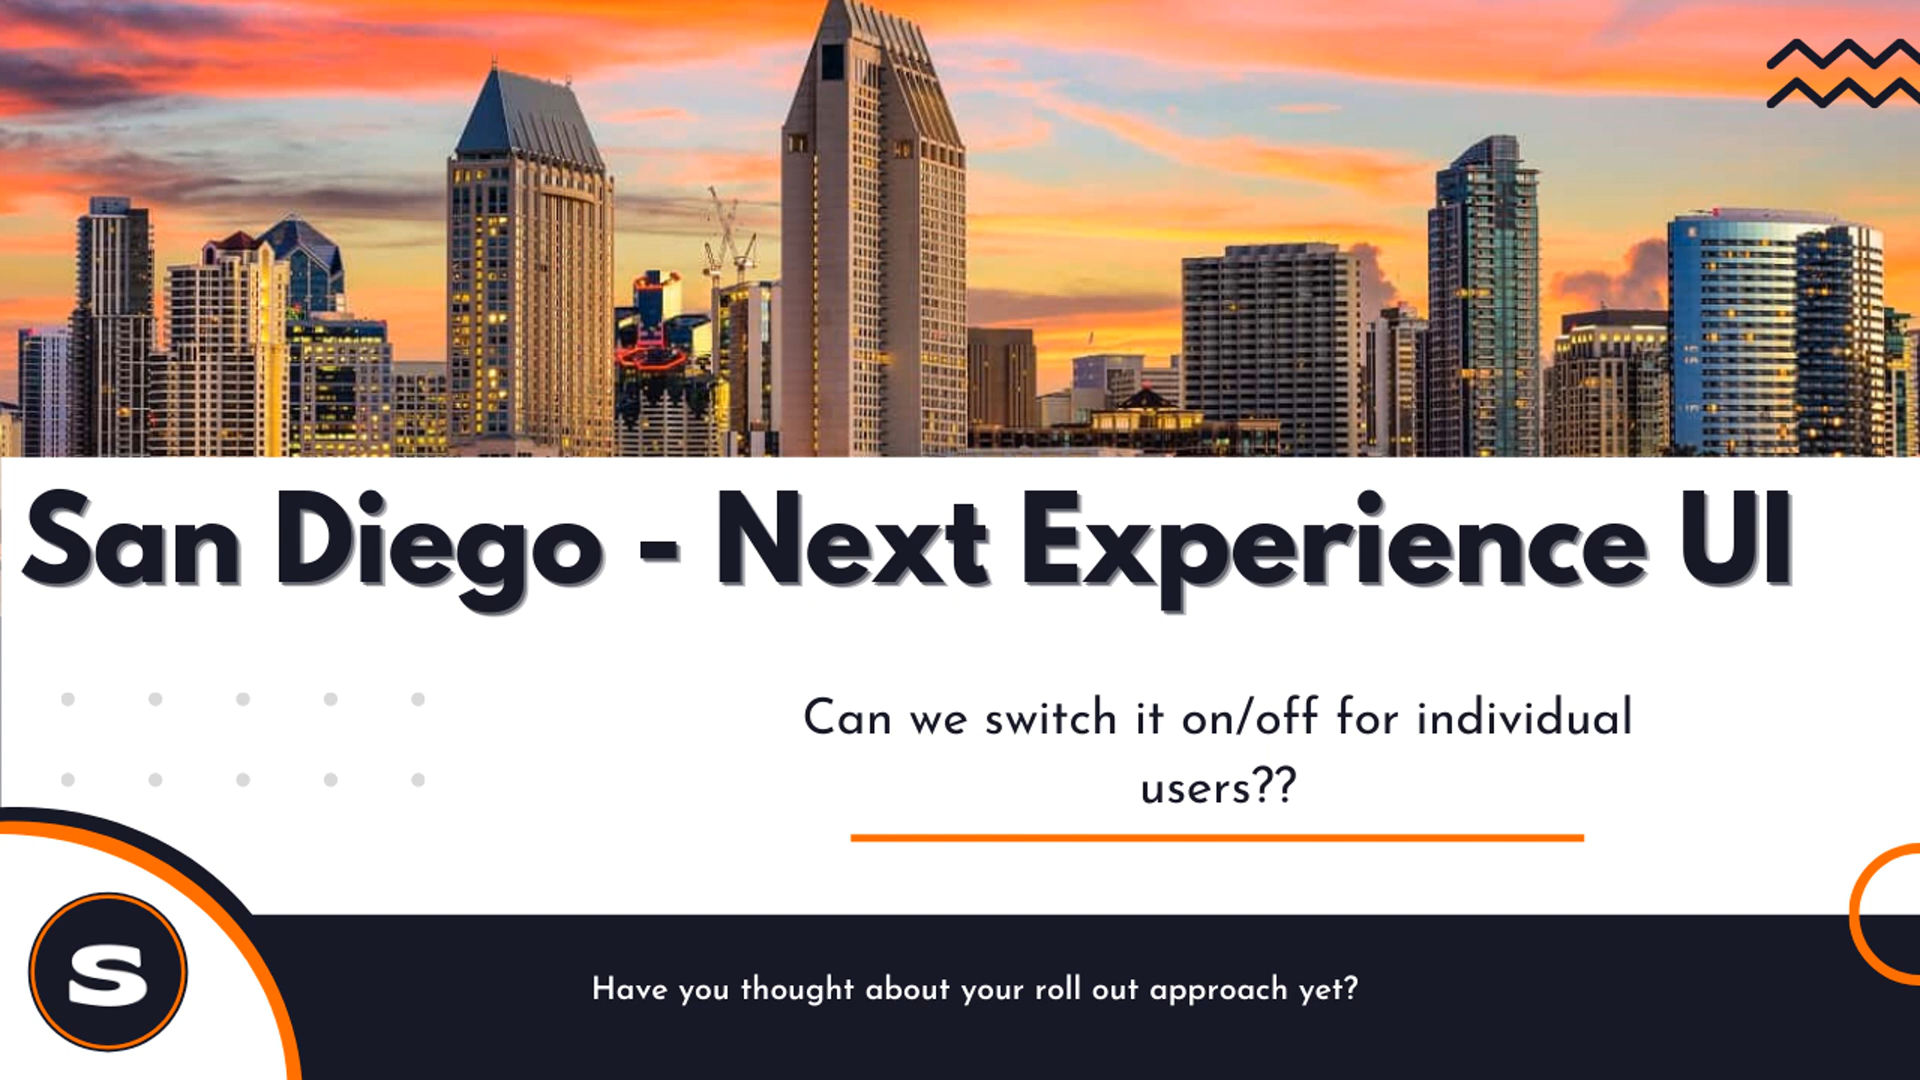 San Diego - Next Experience UI
Can we switch it on/off for individual
users??
S
Have you thought about your roll out approach yet?